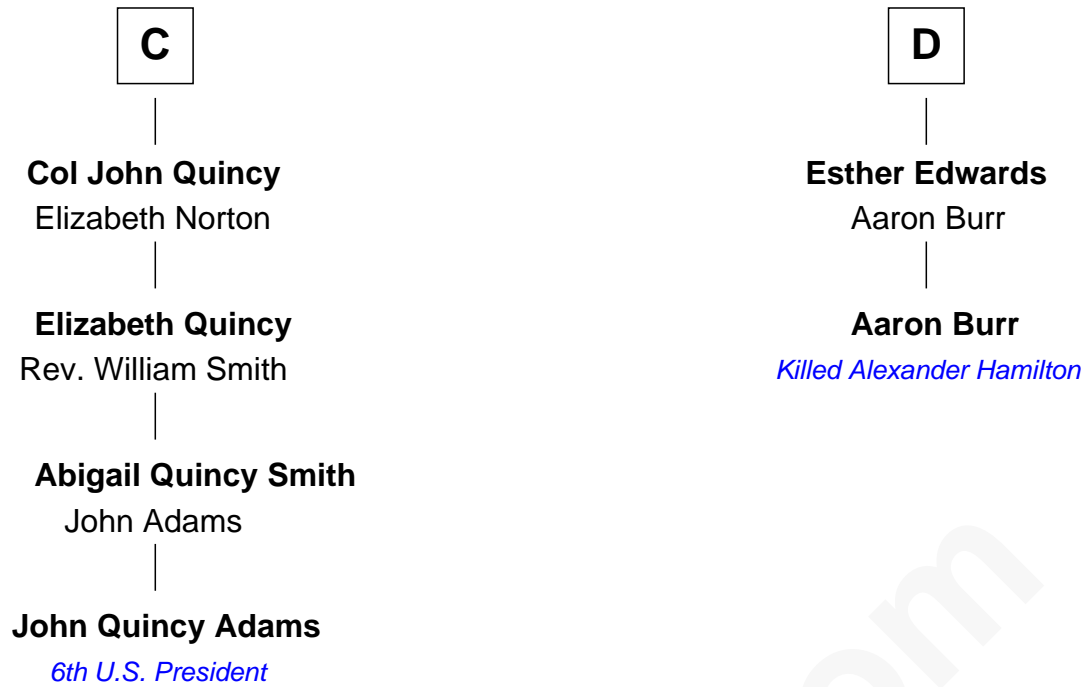 C
Col John Quincy
Elizabeth Norton
Elizabeth Quincy
Rev. William Smith
Abigail Quincy Smith
John Adams
John Quincy Adams
6th U.S. President
D
Esther Edwards
Aaron Burr
Aaron Burr
Killed Alexander Hamilton
om